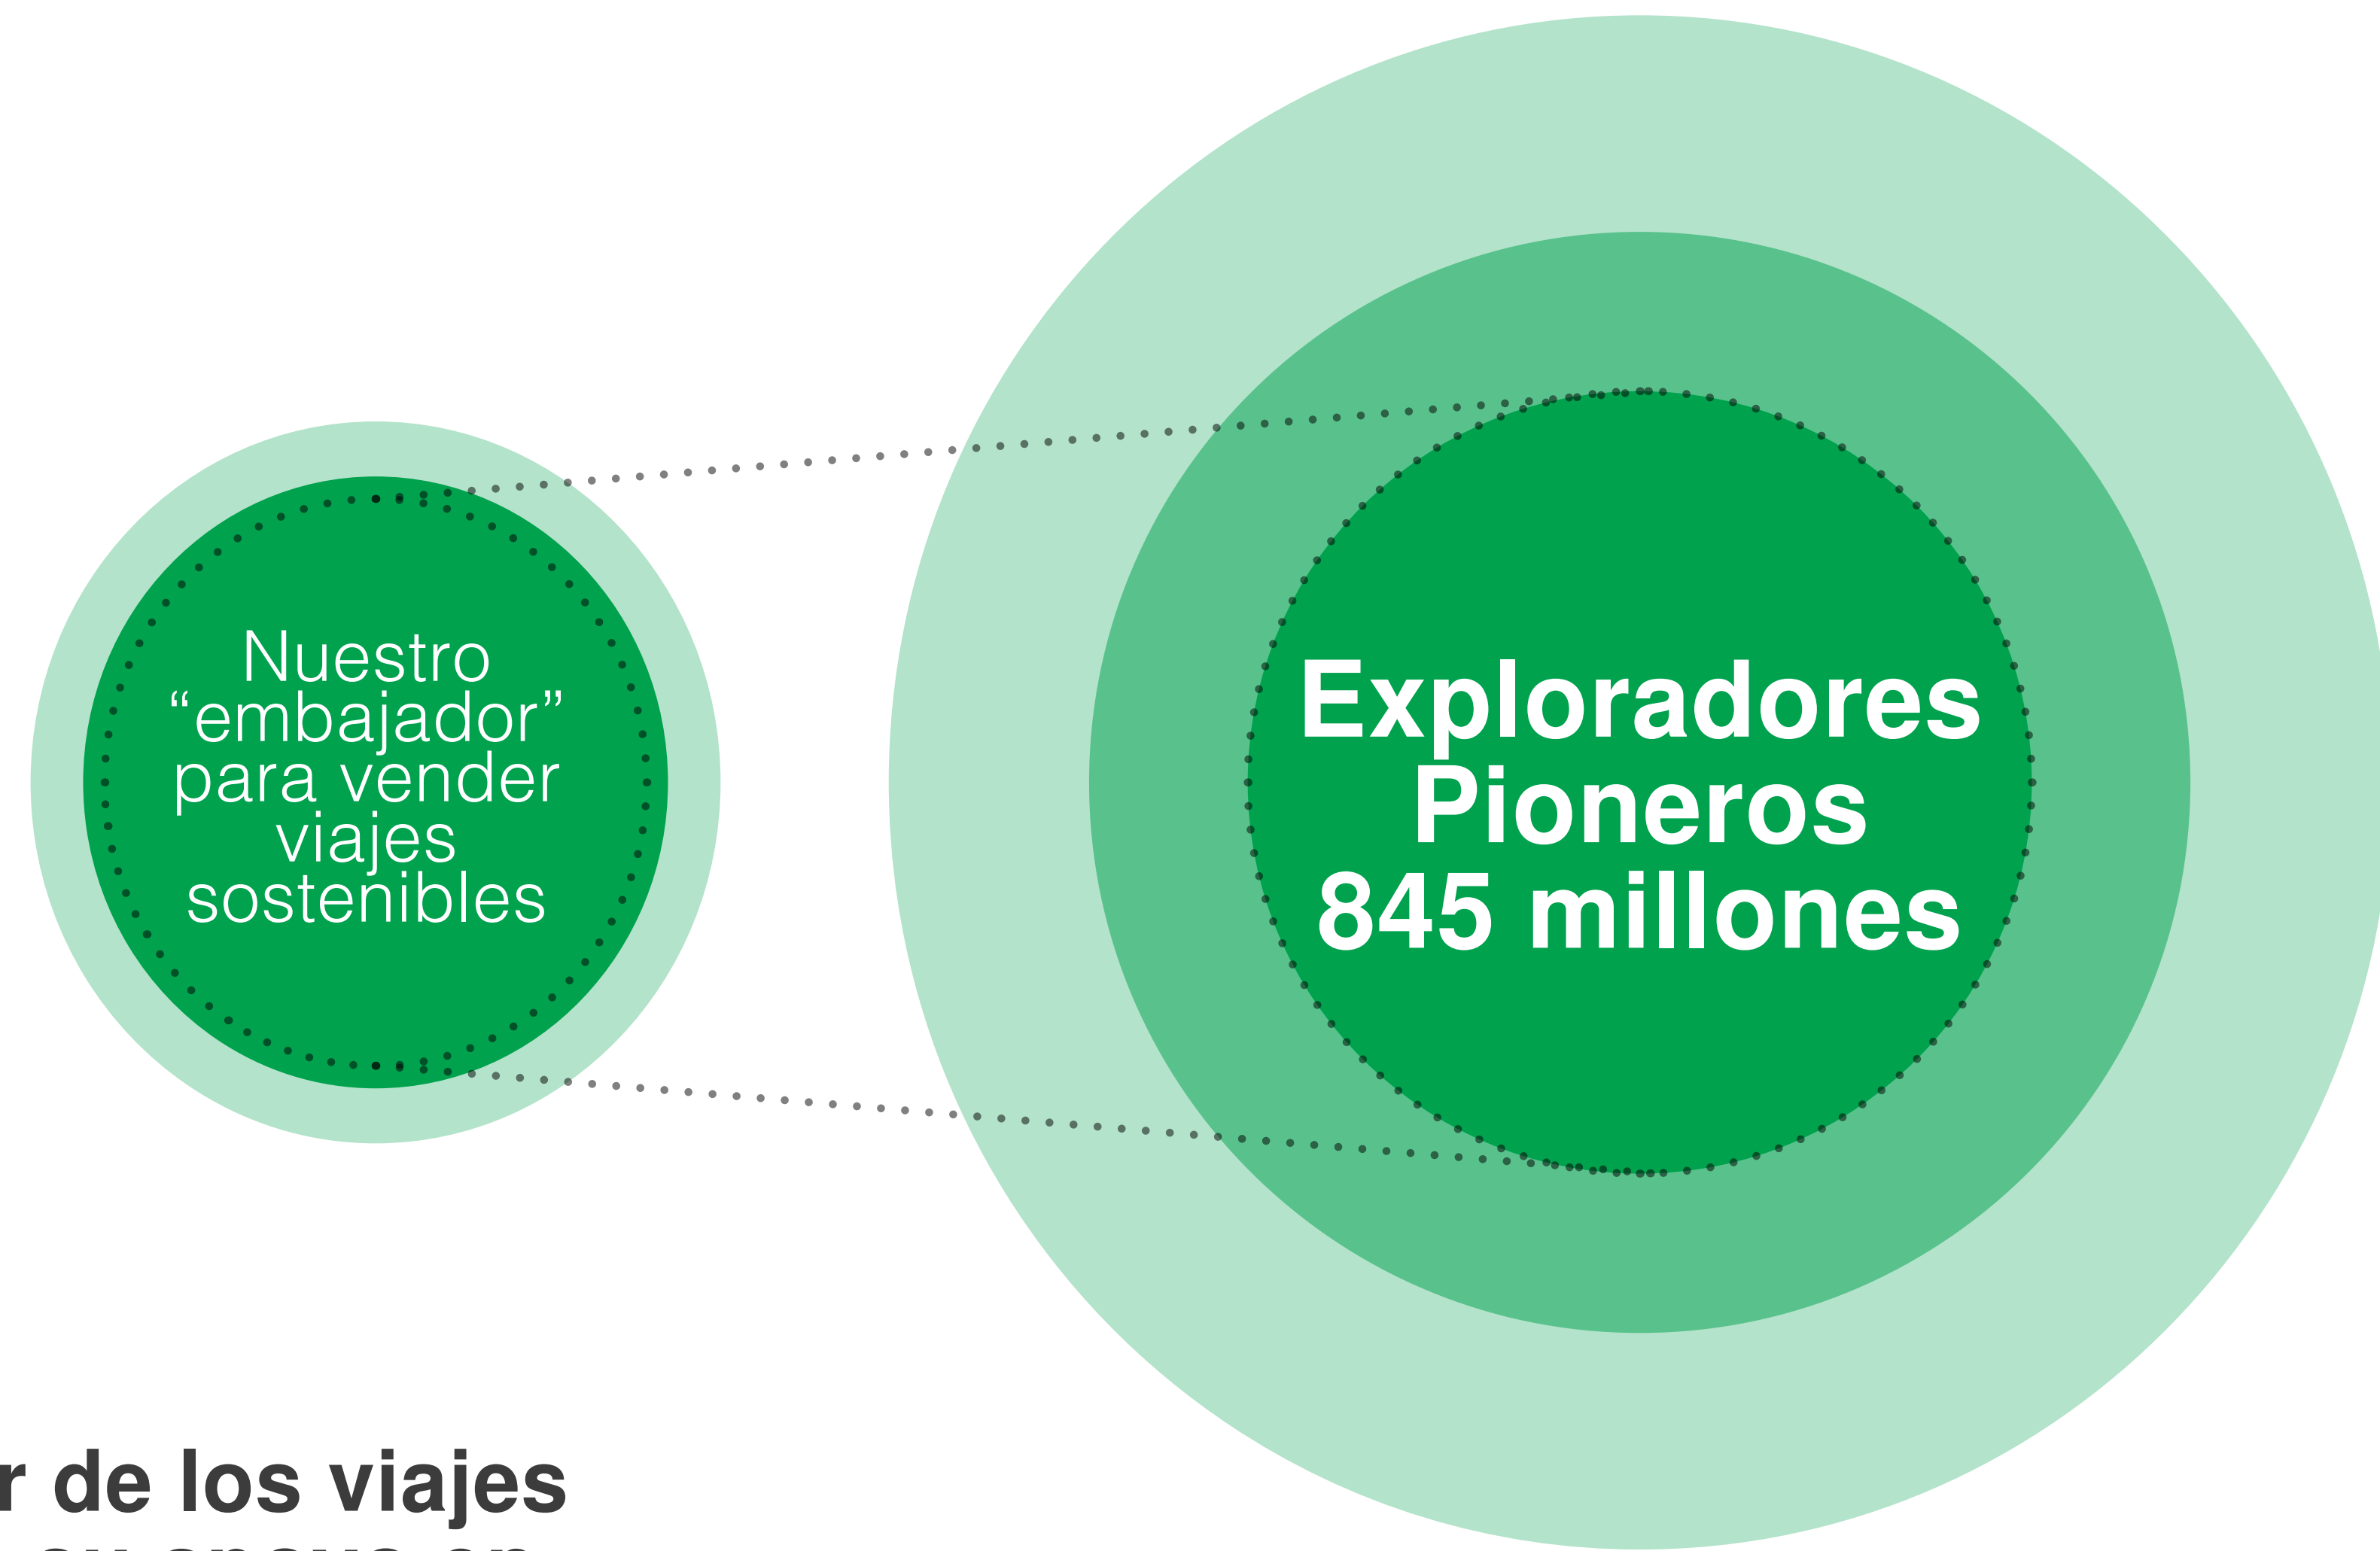 Nuestro
“embajador”
para vender
viajes
sostenibles
Exploradores
Pioneros
845 millones
r de los viajes